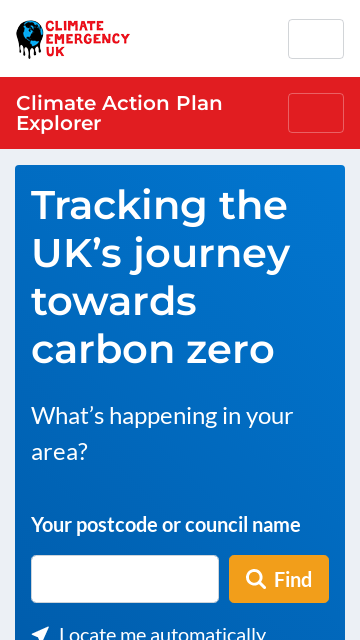 CLIMATE
EMERGENCY
UK
Climate Action Plan
Explorer
Tracking the
UK’s journey
towards
carbon zero
What’s happening in your
area?
Your postcode or council name
Find
Locate me automatically